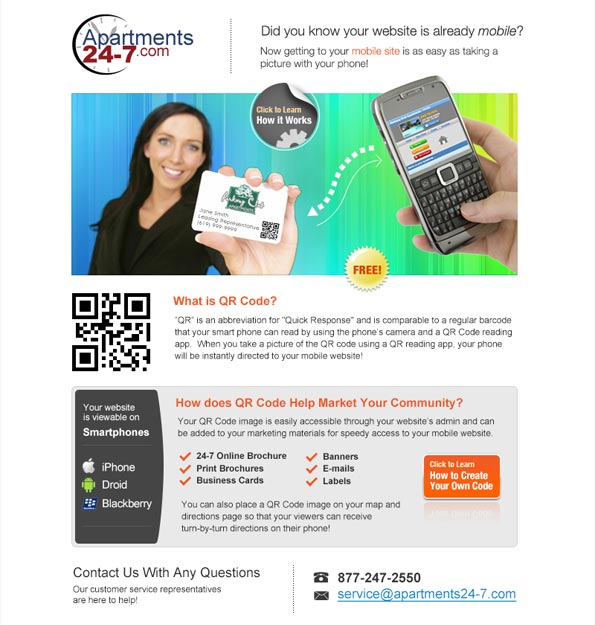 Apartments
24-7.com
Did you know your website is already mobile?
Now getting to your mobile site is as easy as taking a
picture with your phone!
Click to Learn
How it Works
Parkway Club
APARTMENTS
Jane Smith
Leasing Representative
(619) 999-9999
FREE!
What is QR Code?
"QR" is an abbreviation for "Quick Response" and is comparable to a regular barcode
that your smart phone can read by using the phone's camera and a QR Code reading
app. When you take a picture of the QR code using a QR reading app, your phone
will be instantly directed to your mobile website!
Your website
is viewable on
Smartphones
iPhone
Droid
Blackberry
How does QR Code Help Market Your Community?
Your QR Code image is easily accessible through your website's admin and can
be added to your marketing materials for speedy access to your mobile website.
24-7 Online Brochure
Print Brochures
Business Cards
Banners
E-mails
Labels
Click to Learn
How to Create
Your Own Code
You can also place a QR Code image on your map and
directions page so that your viewers can receive
turn-by-turn directions on their phone!
Contact Us With Any Questions
Our customer service representatives
are here to help!
877-247-2550
service@apartments24-7.com